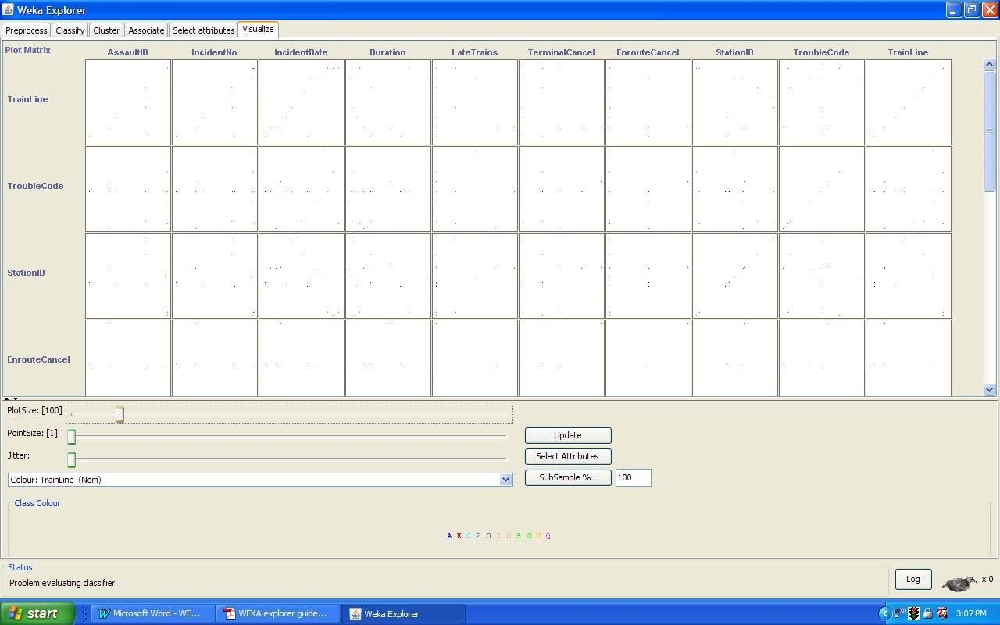 Weka Explorer
Preprocess Classify Cluster Associate Select attributes Visualize
Plot Matrix AssaultID IncidentNo IncidentDate Duration LateTrains TerminalCancel EnrouteCancel StationID TroubleCode TrainLine
TrainLine
TroubleCode
StationID
EnrouteCancel
PlotSize: [100]
PointSize: [1]
Update
Jitter:
Select Attributes
Colour: TrainLine (Nom)
SubSample % : 100
Class Colour
A E C 2.0 3.0 5.0 V Q
Status
Problem evaluating classifier
Log
x 0
start
Microsoft Word - WE...
WEKA explorer guide...
Weka Explorer
3:07 PM